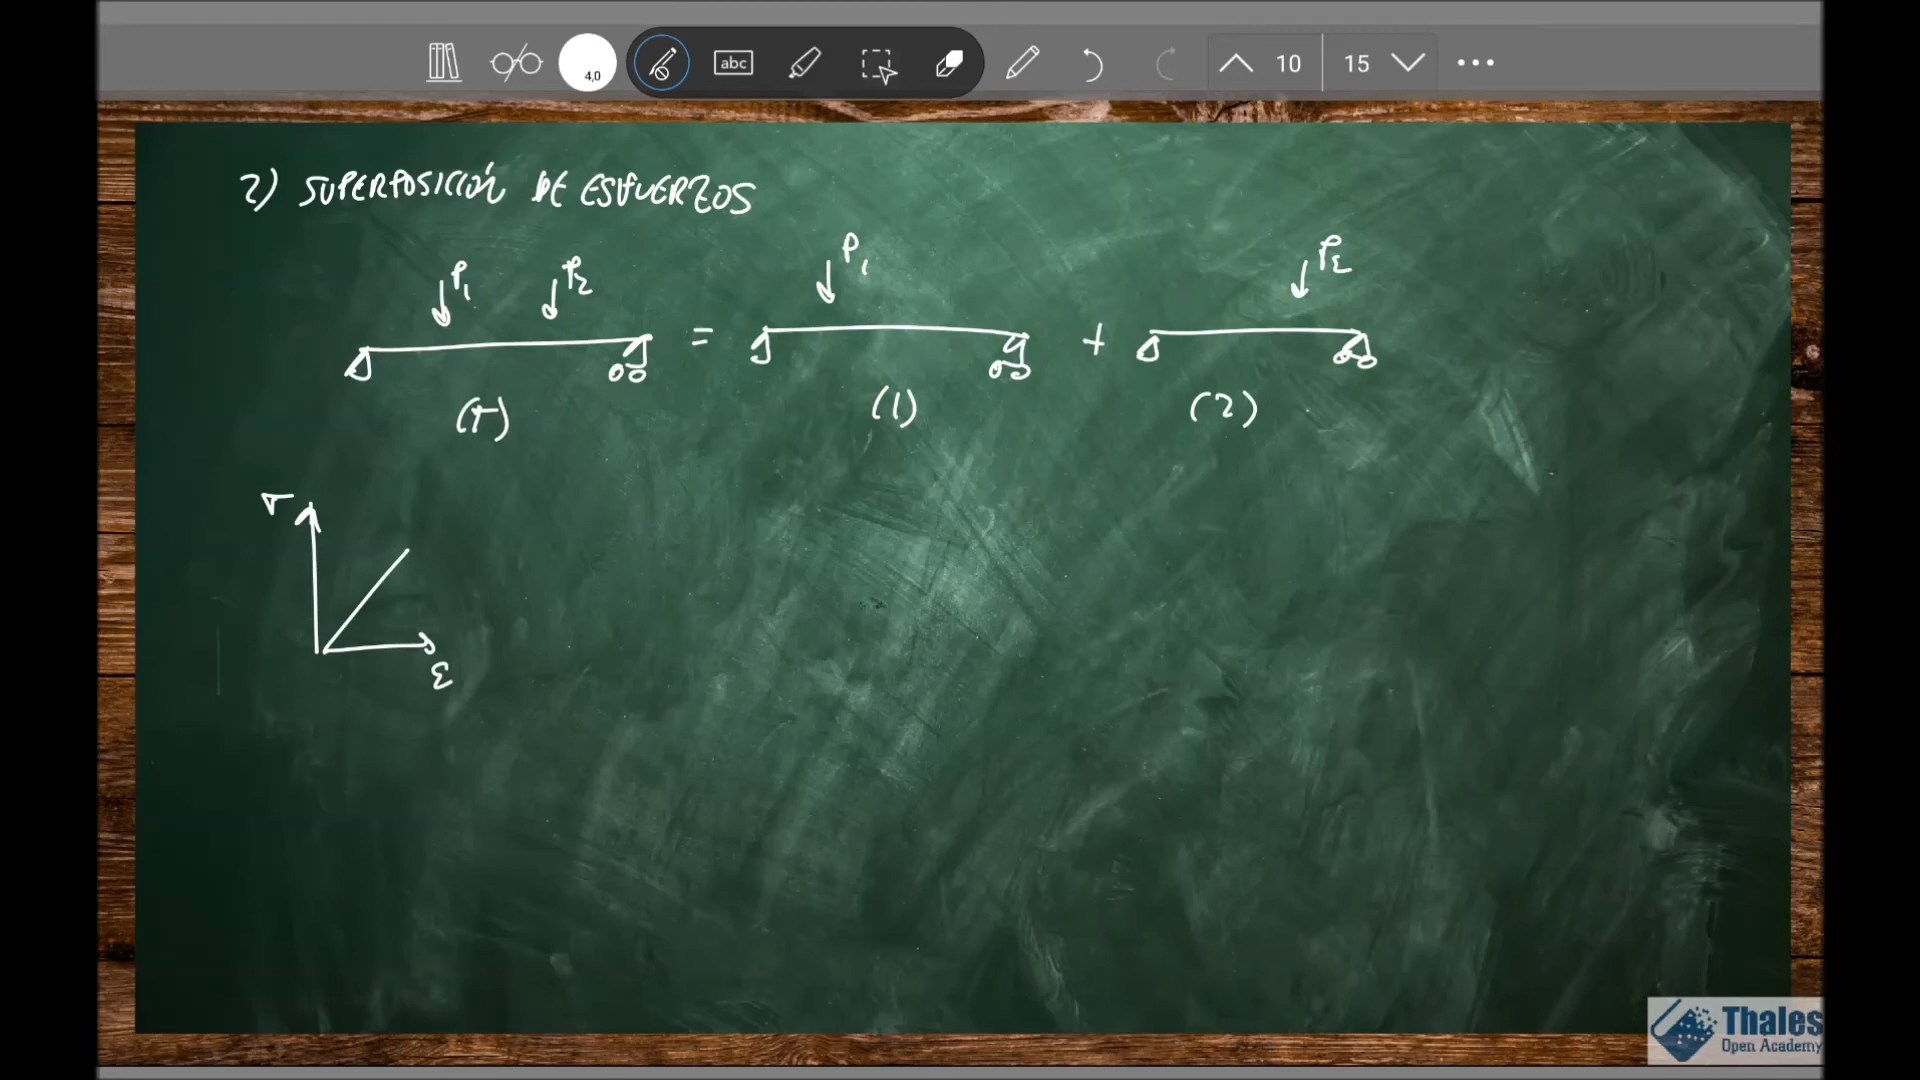 4,0
abc
10 15
2) SUPERPOSICIÓN DE ESFUERZOS
P1 P2 P1 P2
= +
(T) (1) (2)
σ
ε
Thales
Open Academy